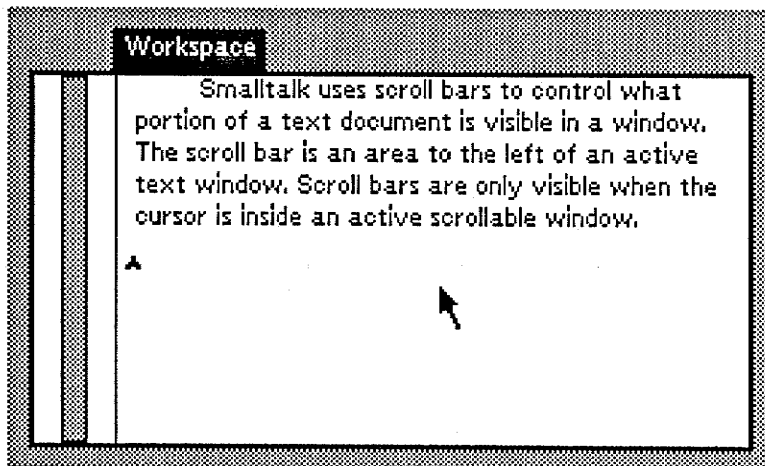 Workspace
Smalltalk uses scroll bars to control what
portion of a text document is visible in a window.
The scroll bar is an area to the left of an active
text window. Scroll bars are only visible when the
cursor is inside an active scrollable window.